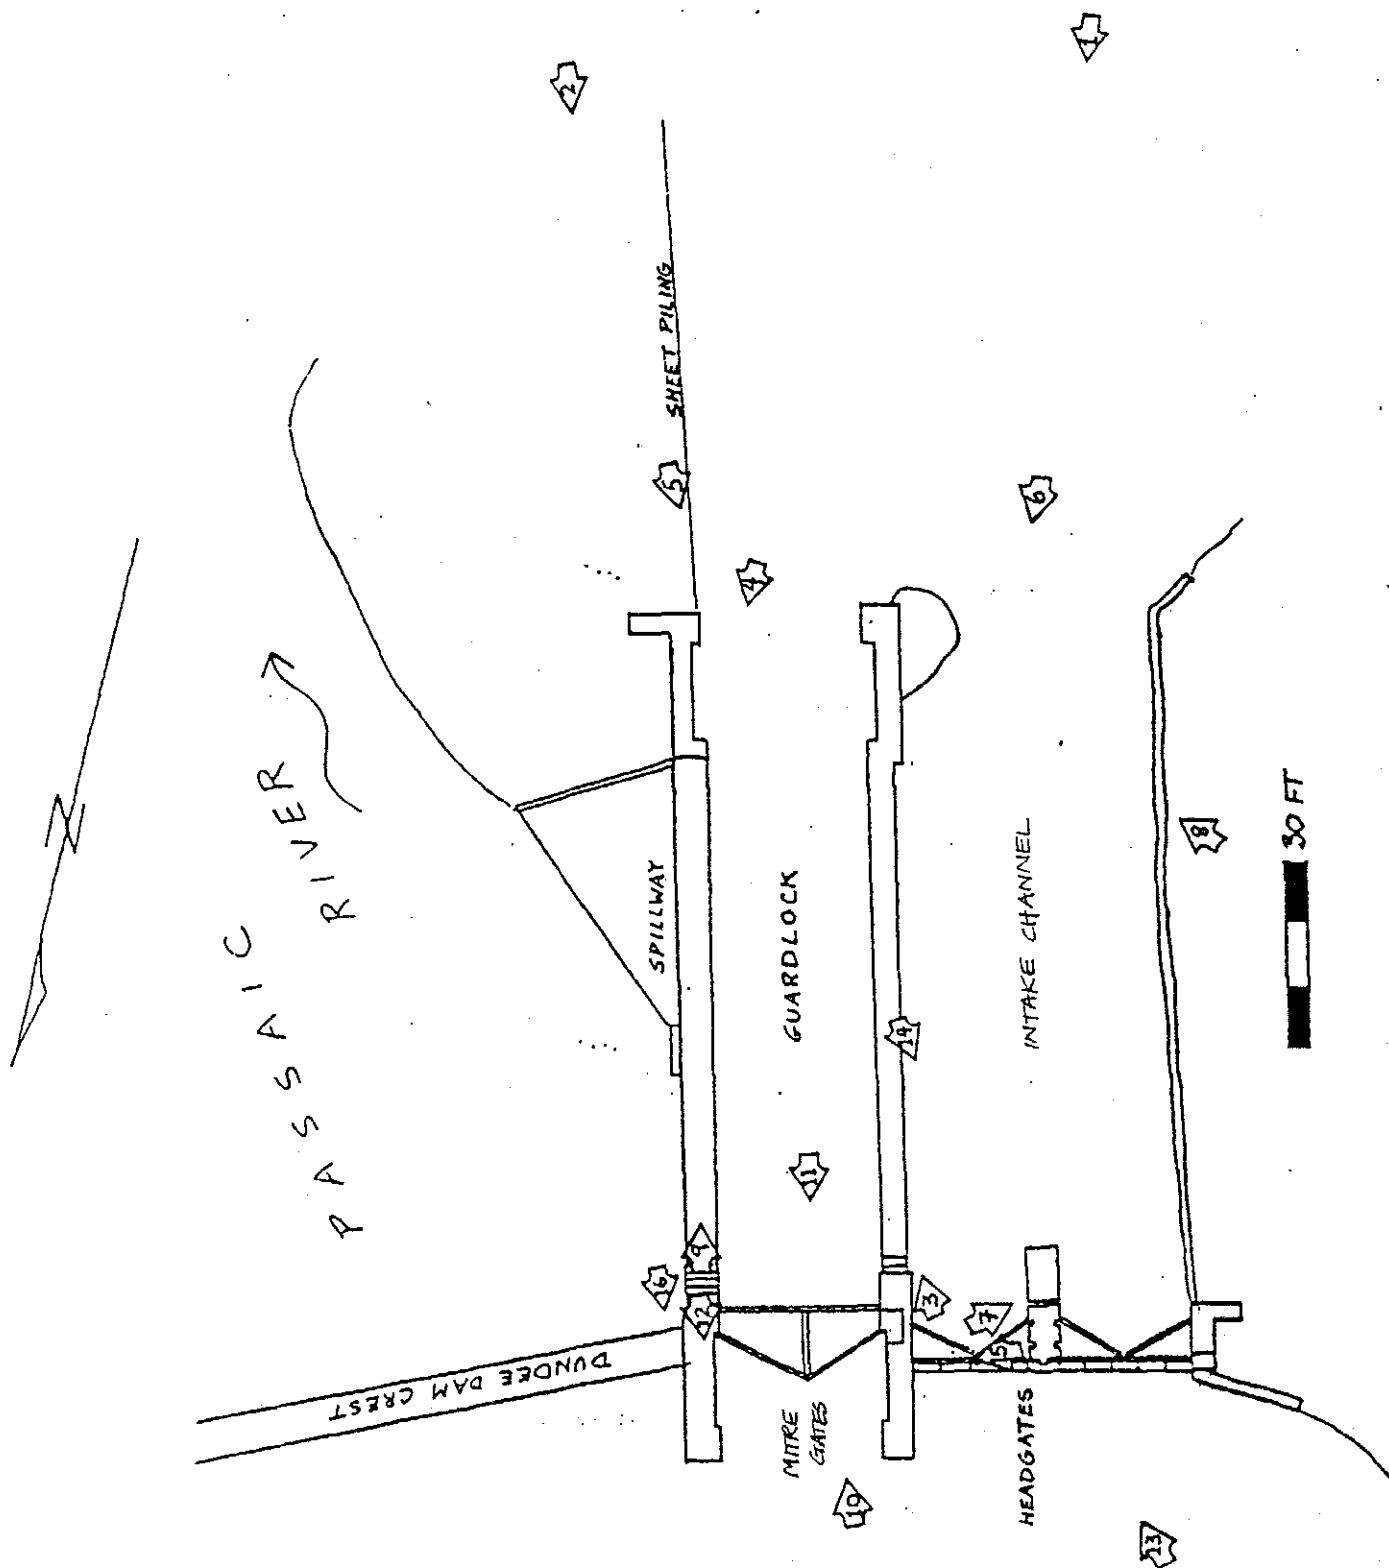 N
PASSAIC
RIVER
SPILLWAY
SHEET PILING
GUARDLOCK
INTAKE CHANNEL
DUNDEE DAM CREST
MITRE
GATES
HEADGATES
30 FT
1
2
3
4
5
6
7
8
9
10
11
12
13
14
15
16